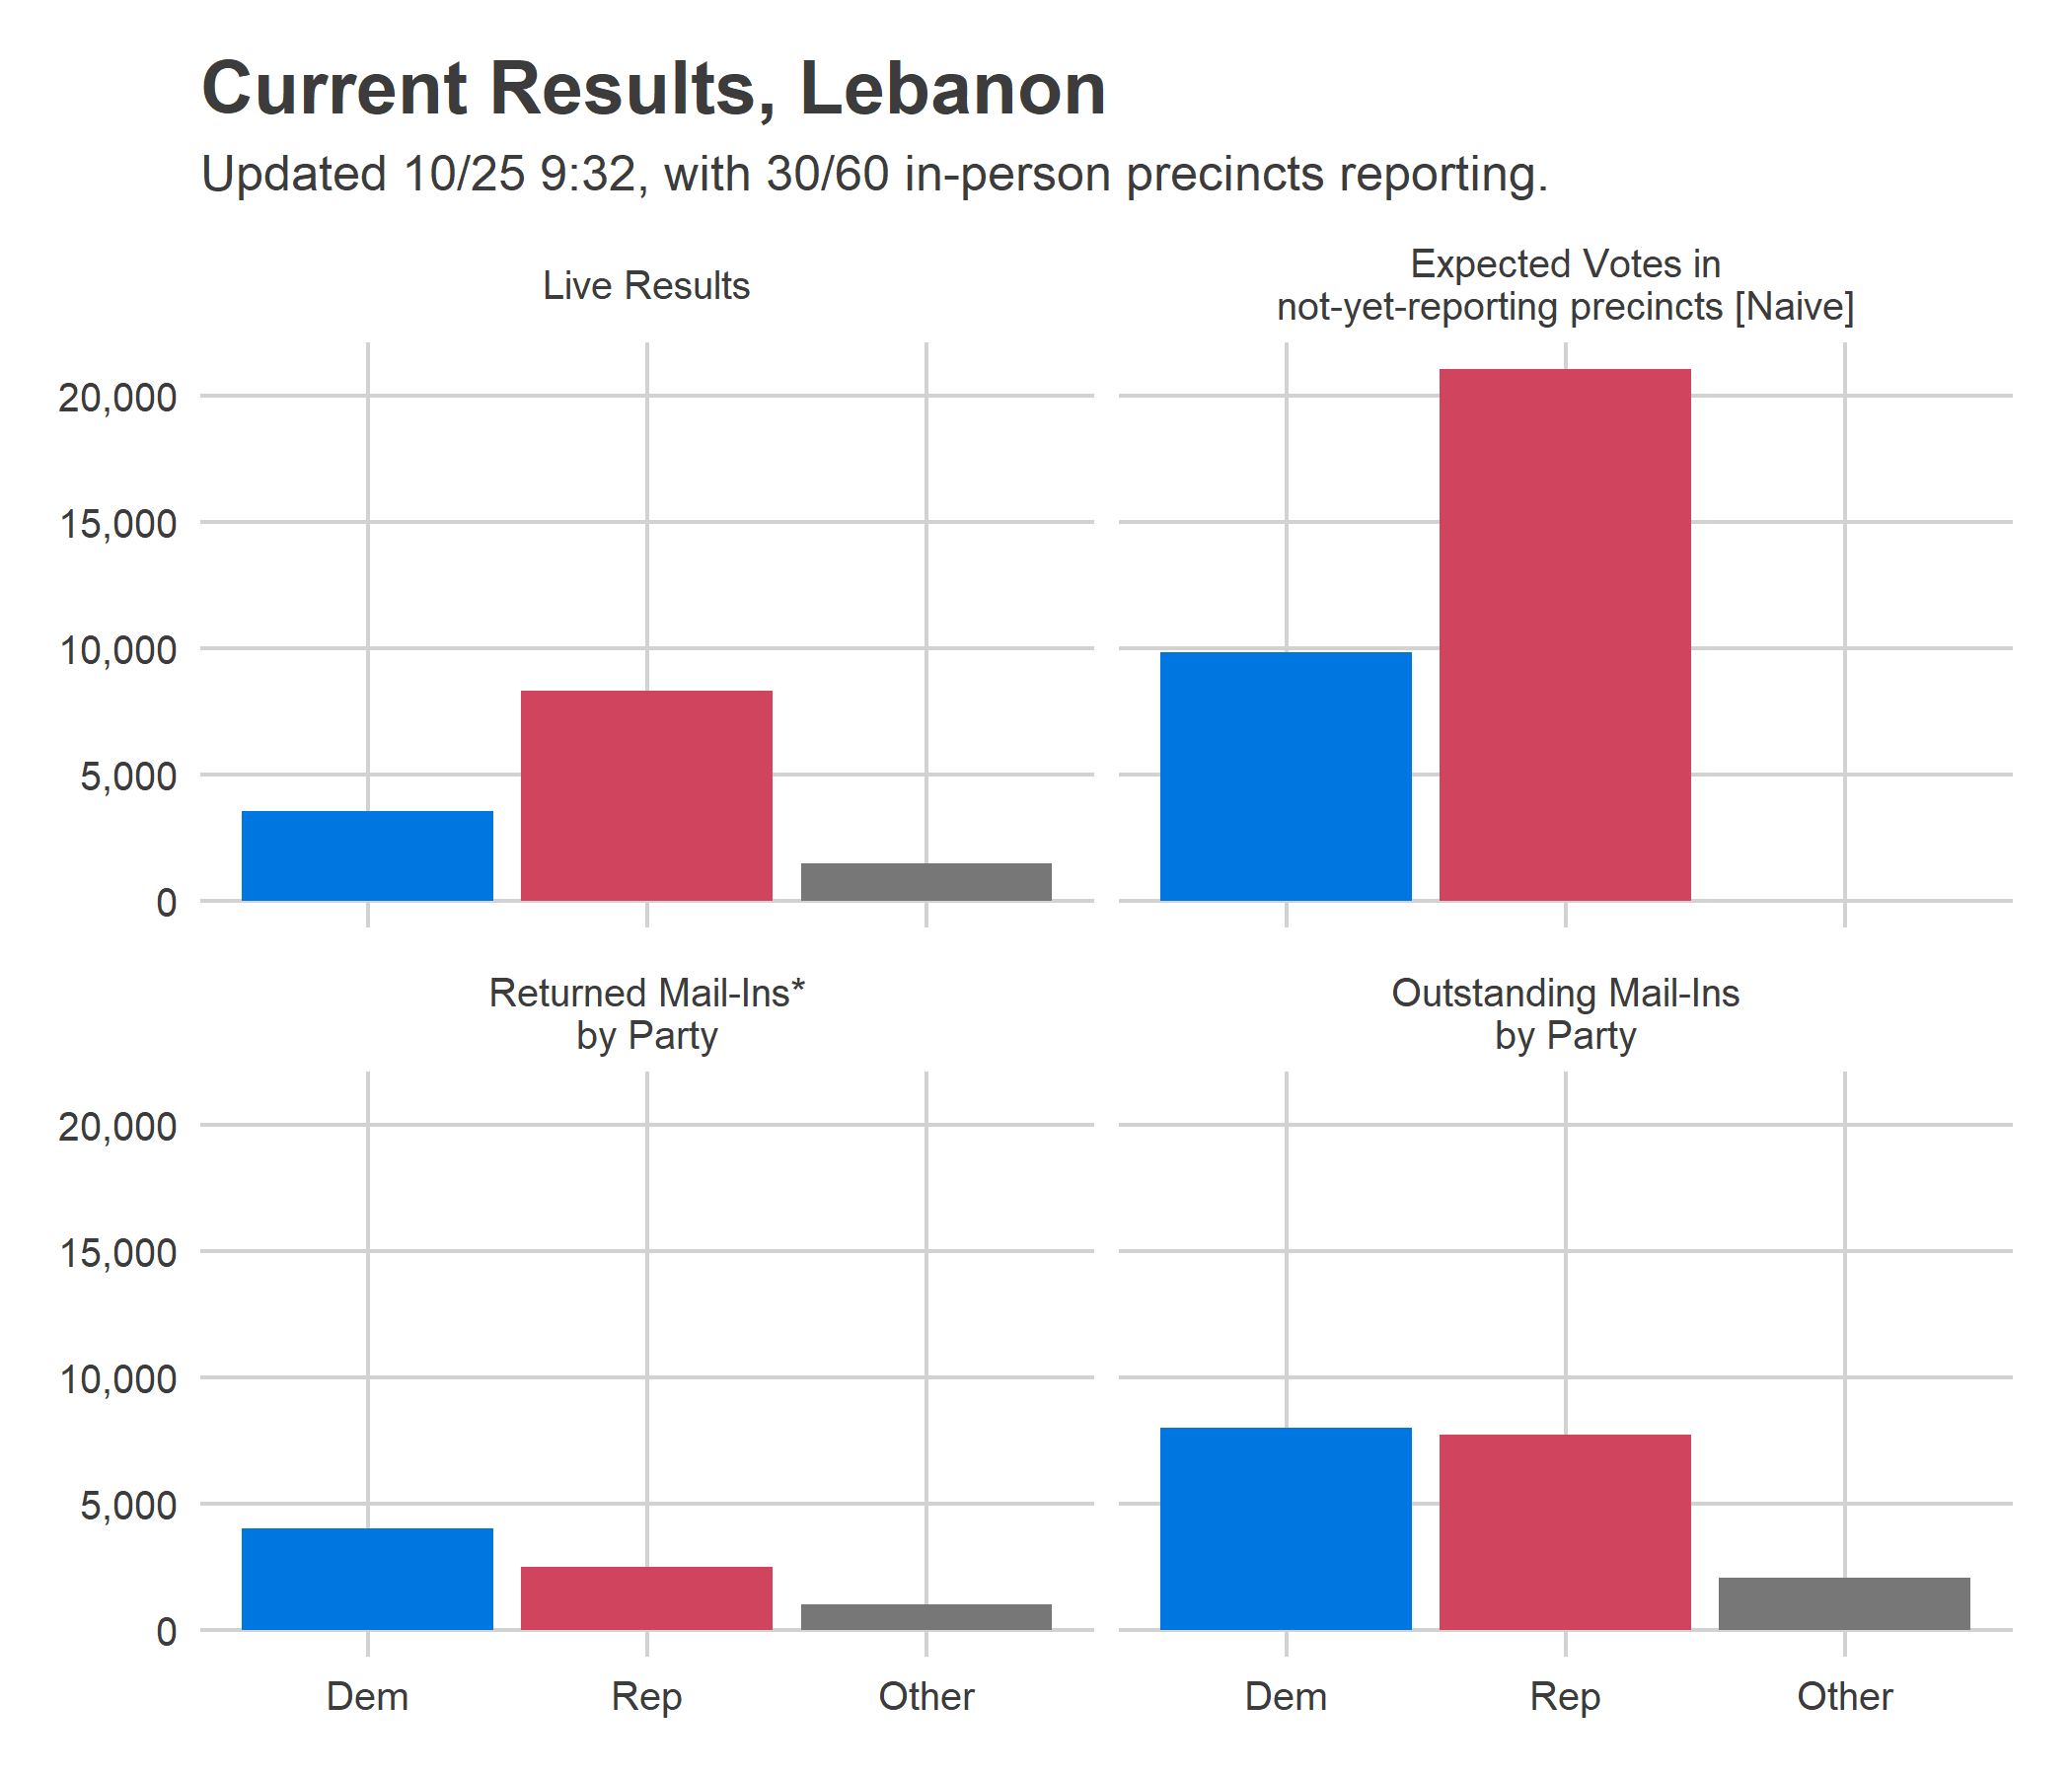 Current Results, Lebanon
Updated 10/25 9:32, with 30/60 in-person precincts reporting.
Live Results
Expected Votes in
not-yet-reporting precincts [Naive]
20,000
15,000
10,000
5,000
0
Returned Mail-Ins*
by Party
Outstanding Mail-Ins
by Party
20,000
15,000
10,000
5,000
0
Dem Rep Other Dem Rep Other